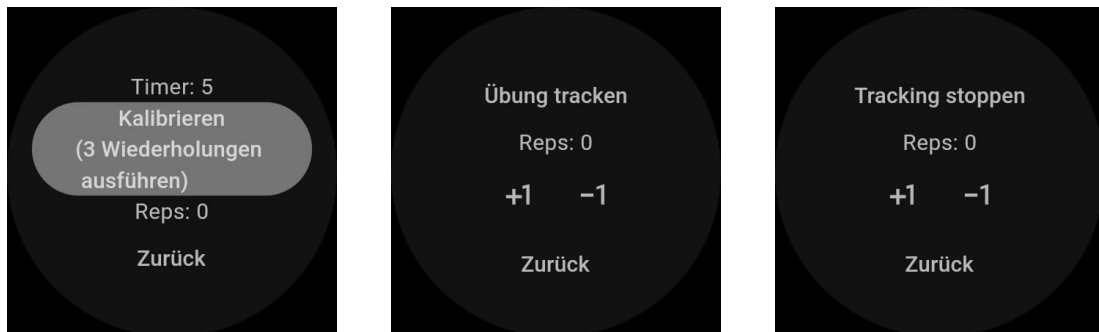 Timer: 5
Kalibrieren
(3 Wiederholungen
ausführen)
Reps: 0
Zurück
Übung tracken
Reps: 0
+1 −1
Zurück
Tracking stoppen
Reps: 0
+1 −1
Zurück